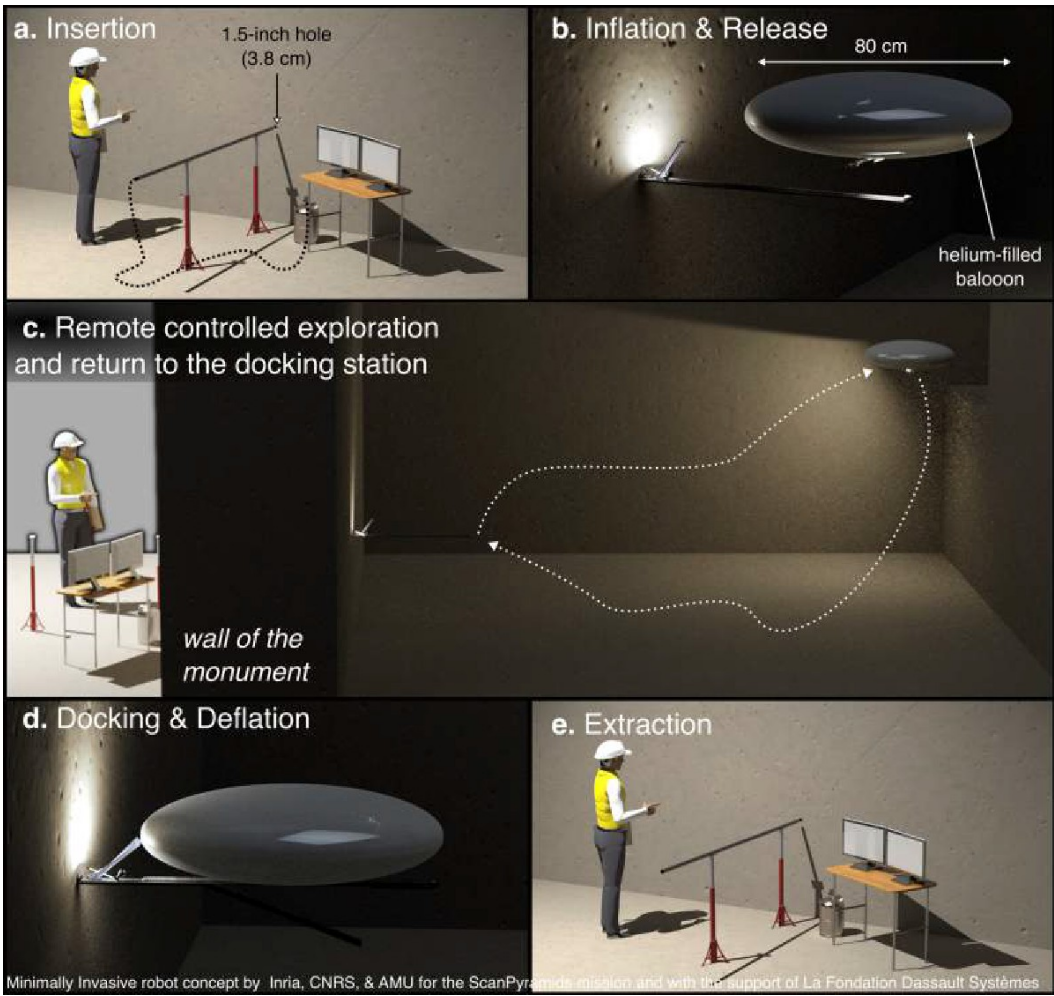 a. Insertion
1.5-inch hole
(3.8 cm)
b. Inflation & Release
80 cm
helium-filled
balooon
c. Remote controlled exploration
and return to the docking station
wall of the
monument
d. Docking & Deflation
e. Extraction
Minimally Invasive robot concept by Inria, CNRS, & AMU for the ScanPyramids mission and with the support of La Fondation Dassault Systèmes